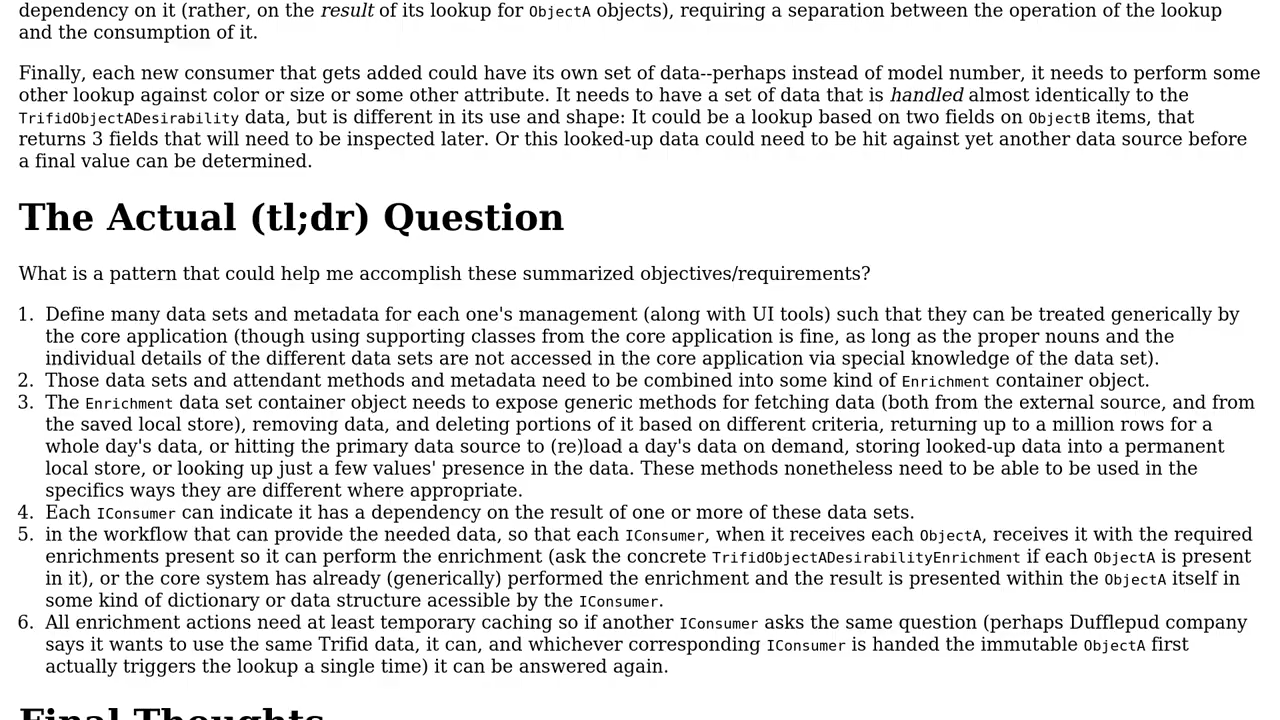 dependency on it (rather, on the result of its lookup for ObjectA objects), requiring a separation between the operation of the lookup
and the consumption of it.
Finally, each new consumer that gets added could have its own set of data--perhaps instead of model number, it needs to perform some
other lookup against color or size or some other attribute. It needs to have a set of data that is handled almost identically to the
TrifidObjectADesirability data, but is different in its use and shape: It could be a lookup based on two fields on ObjectB items, that
returns 3 fields that will need to be inspected later. Or this looked-up data could need to be hit against yet another data source before
a final value can be determined.
The Actual (tl;dr) Question
What is a pattern that could help me accomplish these summarized objectives/requirements?
1. Define many data sets and metadata for each one's management (along with UI tools) such that they can be treated generically by
the core application (though using supporting classes from the core application is fine, as long as the proper nouns and the
individual details of the different data sets are not accessed in the core application via special knowledge of the data set).
2. Those data sets and attendant methods and metadata need to be combined into some kind of Enrichment container object.
3. The Enrichment data set container object needs to expose generic methods for fetching data (both from the external source, and from
the saved local store), removing data, and deleting portions of it based on different criteria, returning up to a million rows for a
whole day's data, or hitting the primary data source to (re)load a day's data on demand, storing looked-up data into a permanent
local store, or looking up just a few values' presence in the data. These methods nonetheless need to be able to be used in the
specifics ways they are different where appropriate.
4. Each IConsumer can indicate it has a dependency on the result of one or more of these data sets.
5. in the workflow that can provide the needed data, so that each IConsumer, when it receives each ObjectA, receives it with the required
enrichments present so it can perform the enrichment (ask the concrete TrifidObjectADesirabilityEnrichment if each ObjectA is present
in it), or the core system has already (generically) performed the enrichment and the result is presented within the ObjectA itself in
some kind of dictionary or data structure acessible by the IConsumer.
6. All enrichment actions need at least temporary caching so if another IConsumer asks the same question (perhaps Dufflepud company
says it wants to use the same Trifid data, it can, and whichever corresponding IConsumer is handed the immutable ObjectA first
actually triggers the lookup a single time) it can be answered again.
Final Thoughts